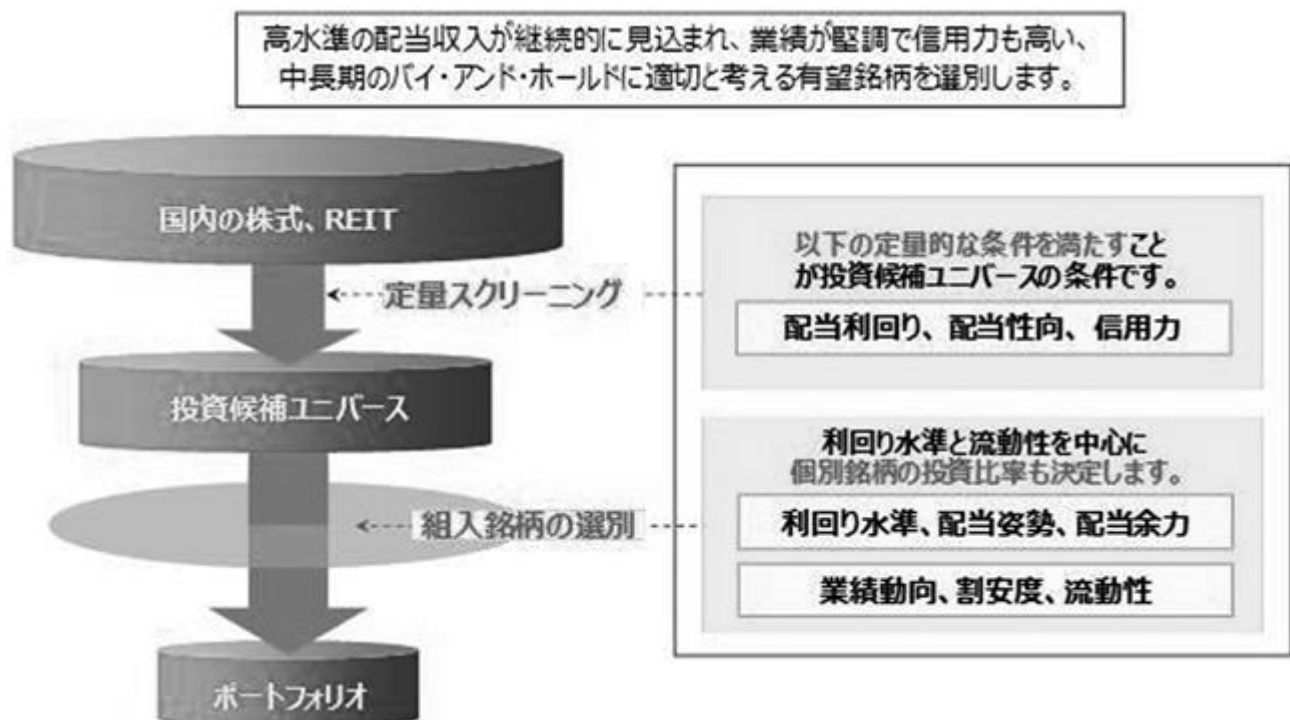 高水準の配当収入が継続的に見込まれ、業績が堅調で信用力も高い、
中長期のバイ・アンド・ホールドに適切と考える有望銘柄を選別します。
国内の株式、REIT
定量スクリーニング
以下の定量的な条件を満たすこと
が投資候補ユニバースの条件です。
配当利回り、配当性向、信用力
投資候補ユニバース
利回り水準と流動性を中心に
個別銘柄の投資比率も決定します。
組入銘柄の選別
利回り水準、配当姿勢、配当余力
業績動向、割安度、流動性
ポートフォリオ